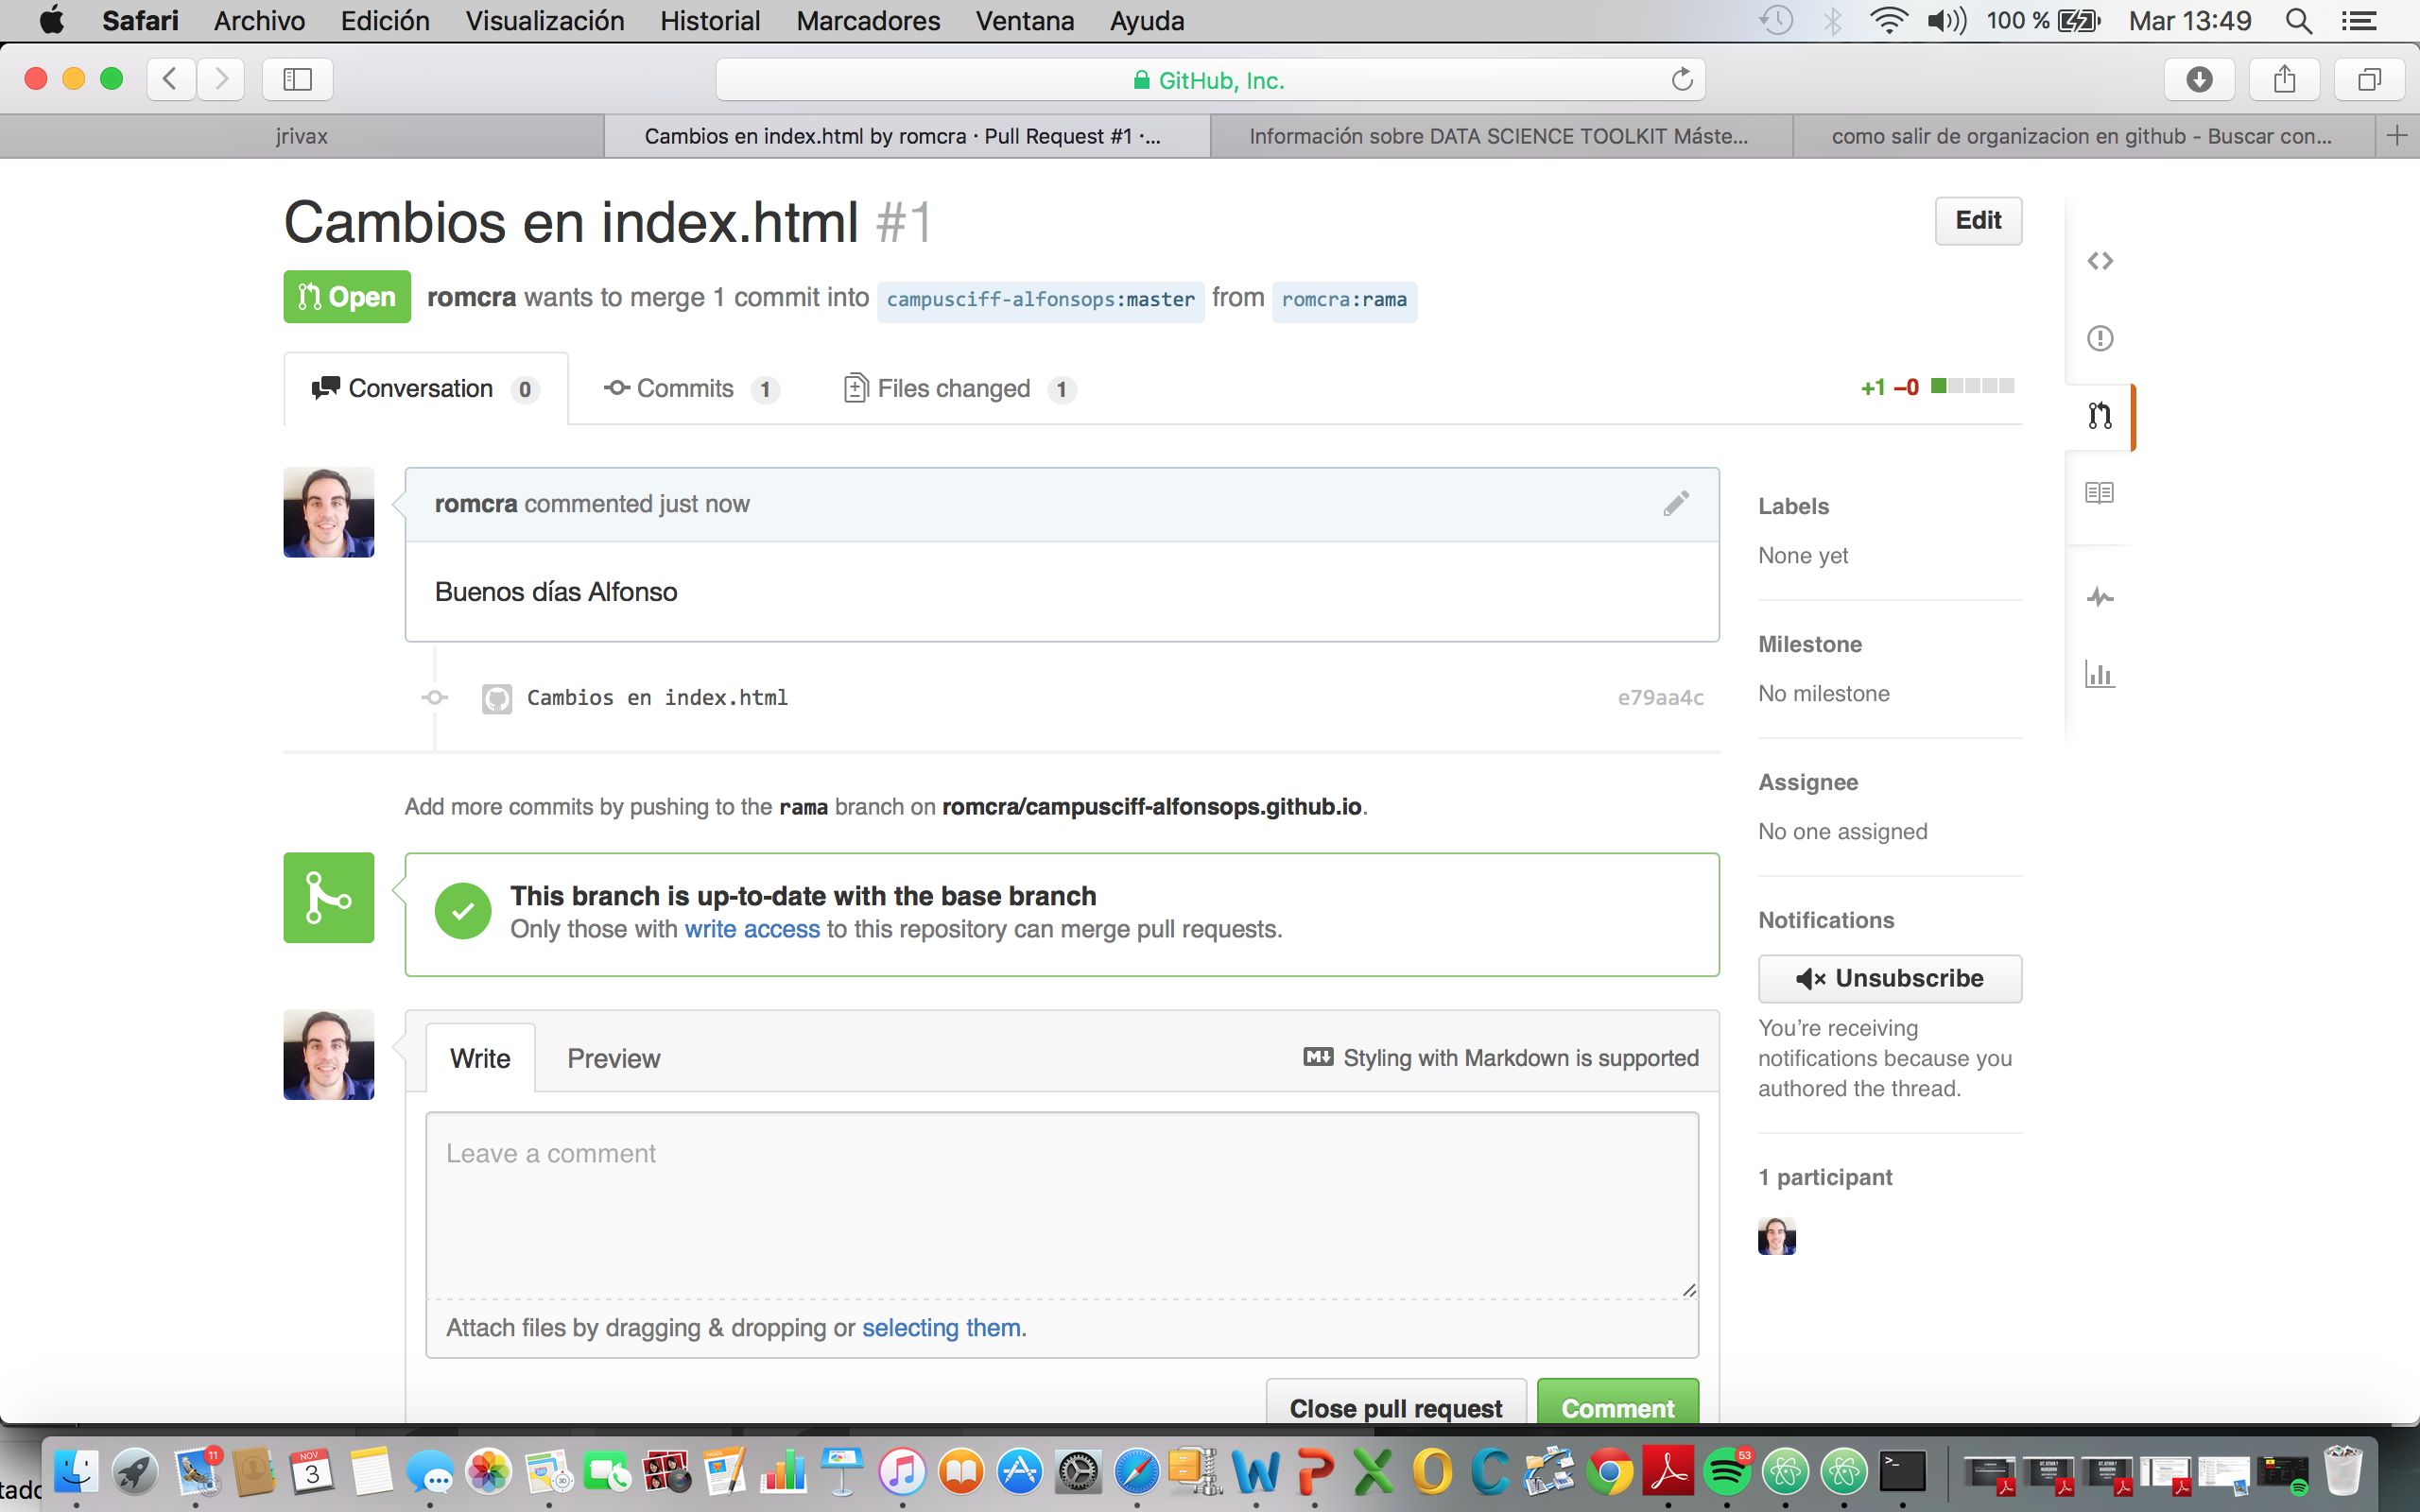 Safari Archivo Edición Visualización Historial Marcadores Ventana Ayuda 100 % Mar 13:49
GitHub, Inc.
jrivax Cambios en index.html by romcra · Pull Request #1 ·... Información sobre DATA SCIENCE TOOLKIT Máste... como salir de organizacion en github - Buscar con...
Cambios en index.html #1
Edit
Open romcra wants to merge 1 commit into campusciff-alfonsops:master from romcra:rama
Conversation 0 Commits 1 Files changed 1 +1 −0
romcra commented just now
Buenos días Alfonso
Cambios en index.html e79aa4c
Add more commits by pushing to the rama branch on romcra/campusciff-alfonsops.github.io.
This branch is up-to-date with the base branch
Only those with write access to this repository can merge pull requests.
Write Preview Styling with Markdown is supported
Leave a comment
Attach files by dragging & dropping or selecting them.
Close pull request Comment
Labels
None yet
Milestone
No milestone
Assignee
No one assigned
Notifications
Unsubscribe
You’re receiving
notifications because you
authored the thread.
1 participant
tado
11
NOV
3
53